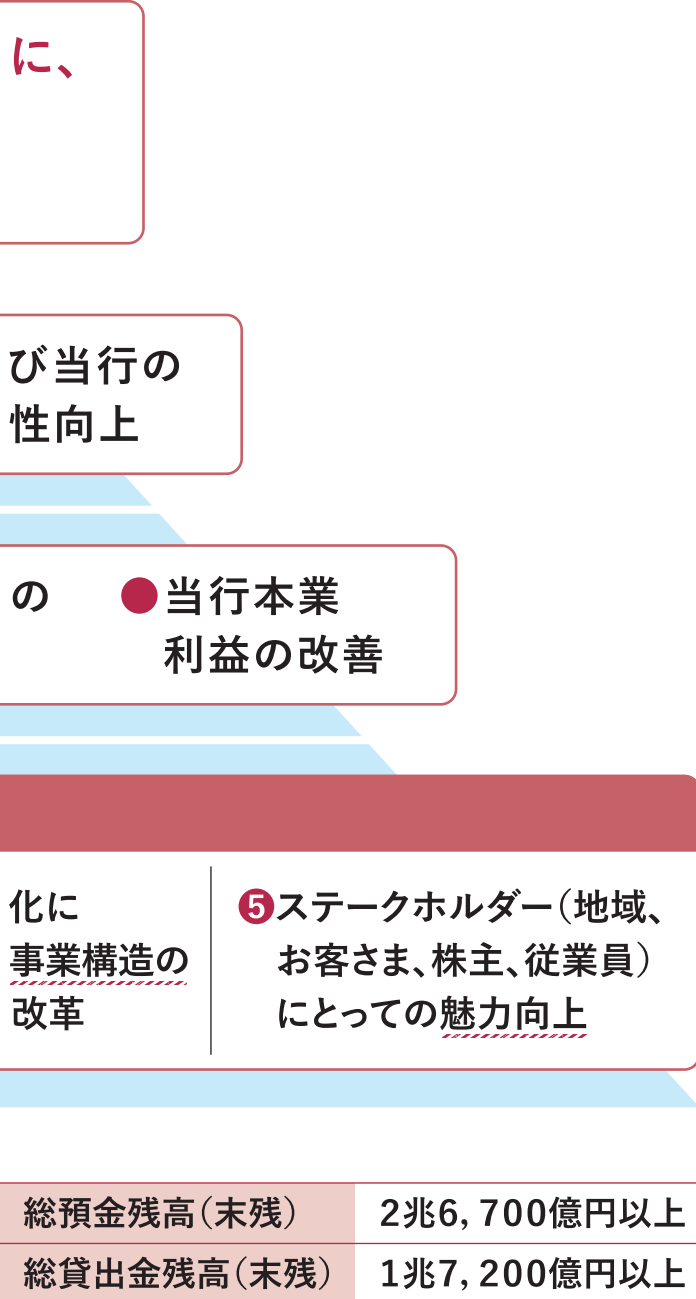 に、
び当行の
性向上
の
●当行本業
利益の改善
化に
事業構造の
改革
❺ステークホルダー（地域、
お客さま、株主、従業員）
にとっての魅力向上
総預金残高（末残） 2兆6,700億円以上
総貸出金残高（末残） 1兆7,200億円以上